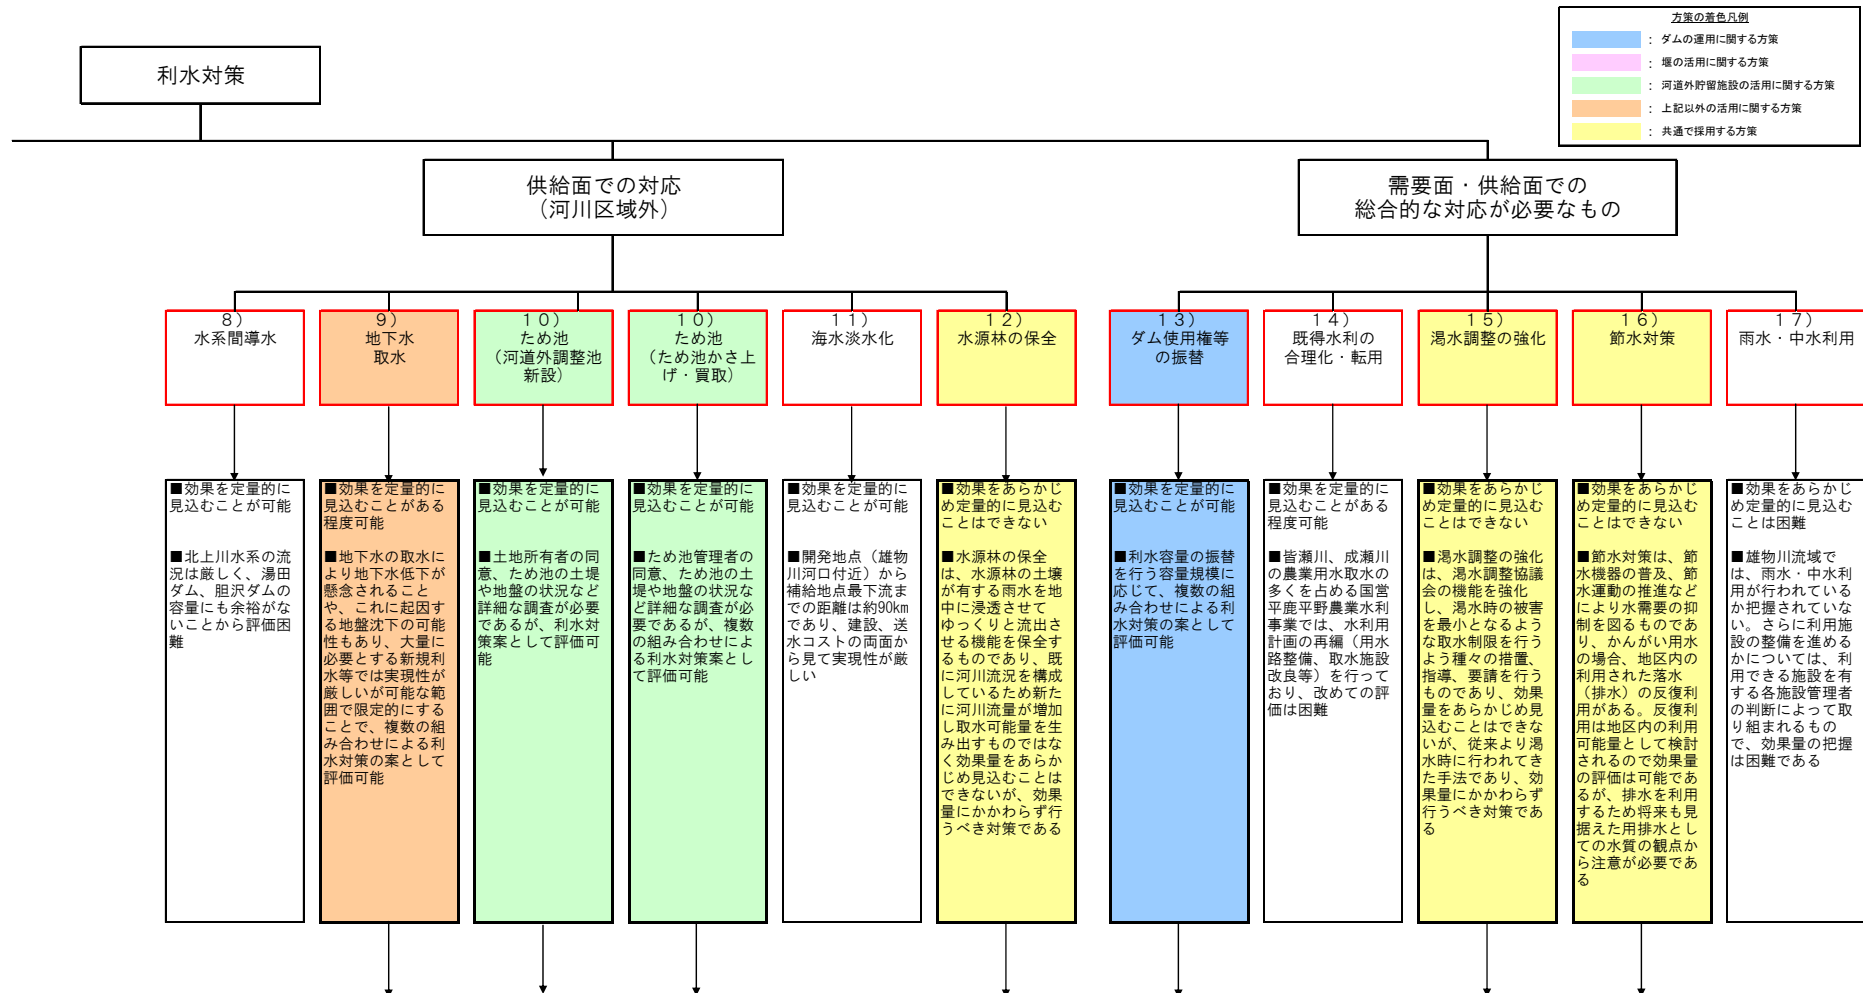 方策の着色凡例
：ダムの運用に関する方策
：堰の活用に関する方策
：河道外貯留施設の活用に関する方策
：上記以外の活用に関する方策
：共通で採用する方策
利水対策
供給面での対応
（河川区域外）
需要面・供給面での
総合的な対応が必要なもの
８）
水系間導水
９）
地下水
取水
１０）
ため池
（河道外調整池
新設）
１０）
ため池
（ため池かさ上
げ・買取）
１１）
海水淡水化
１２）
水源林の保全
１３）
ダム使用権等
の振替
１４）
既得水利の
合理化・転用
１５）
渇水調整の強化
１６）
節水対策
１７）
雨水・中水利用
■効果を定量的に
見込むことが可能
■北上川水系の流
況は厳しく、湯田
ダム、胆沢ダムの
容量にも余裕がな
いことから評価困
難
■効果を定量的に
見込むことがある
程度可能
■地下水の取水に
より地下水低下が
懸念されること
や、これに起因す
る地盤沈下の可能
性もあり、大量に
必要とする新規利
水等では実現性が
厳しいが可能な範
囲で限定的にする
ことで、複数の組
み合わせによる利
水対策の案として
評価可能
■効果を定量的に
見込むことが可能
■土地所有者の同
意、ため池の土堤
や地盤の状況など
詳細な調査が必要
であるが、利水対
策案として評価可
能
■効果を定量的に
見込むことが可能
■ため池管理者の
同意、ため池の土
堤や地盤の状況な
ど詳細な調査が必
要であるが、複数
の組み合わせによ
る利水対策案とし
て評価可能
■効果を定量的に
見込むことが可能
■開発地点（雄物
川河口付近）から
補給地点最下流ま
での距離は約90km
であり、建設、送
水コストの両面か
ら見て実現性が厳
しい
■効果をあらかじ
め定量的に見込む
ことはできない
■水源林の保全
は、水源林の土壌
が有する雨水を地
中に浸透させて
ゆっくりと流出さ
せる機能を保全す
るものであり、既
に河川流況を構成
しているため新た
に河川流量が増加
し取水可能量を生
み出すものではな
く効果量をあらか
じめ見込むことは
できないが、効果
量にかかわらず行
うべき対策である
■効果を定量的に
見込むことが可能
■利水容量の振替
を行う容量規模に
応じて、複数の組
み合わせによる利
水対策の案として
評価可能
■効果を定量的に
見込むことがある
程度可能
■皆瀬川、成瀬川
の農業用水取水の
多くを占める国営
平鹿平野農業水利
事業では、水利用
計画の再編（用水
路整備、取水施設
改良等）を行って
おり、改めての評
価は困難
■効果をあらかじ
め定量的に見込む
ことはできない
■渇水調整の強化
は、渇水調整協議
会の機能を強化
し、渇水時の被害
を最小となるよう
な取水制限を行う
よう種々の措置、
指導、要請を行う
ものであり、効果
量をあらかじめ見
込むことはできな
いが、従来より渇
水時に行われてき
た手法であり、効
果量にかかわらず
行うべき対策であ
る
■効果をあらかじ
め定量的に見込む
ことはできない
■節水対策は、節
水機器の普及、節
水運動の推進など
により水需要の抑
制を図るものであ
り、かんがい用水
の場合、地区内の
利用された落水
（排水）の反復利
用がある。反復利
用は地区内の利用
可能量として検討
されるので効果量
の評価は可能であ
るが、排水を利用
するため将来も見
据えた用排水とし
ての水質の観点か
ら注意が必要であ
る
■効果をあらかじ
め定量的に見込む
ことは困難
■雄物川流域で
は、雨水・中水利
用が行われている
か把握されていな
い。さらに利用施
設の整備を進める
かについては、利
用できる施設を有
する各施設管理者
の判断によって取
り組まれるもの
で、効果量の把握
は困難である